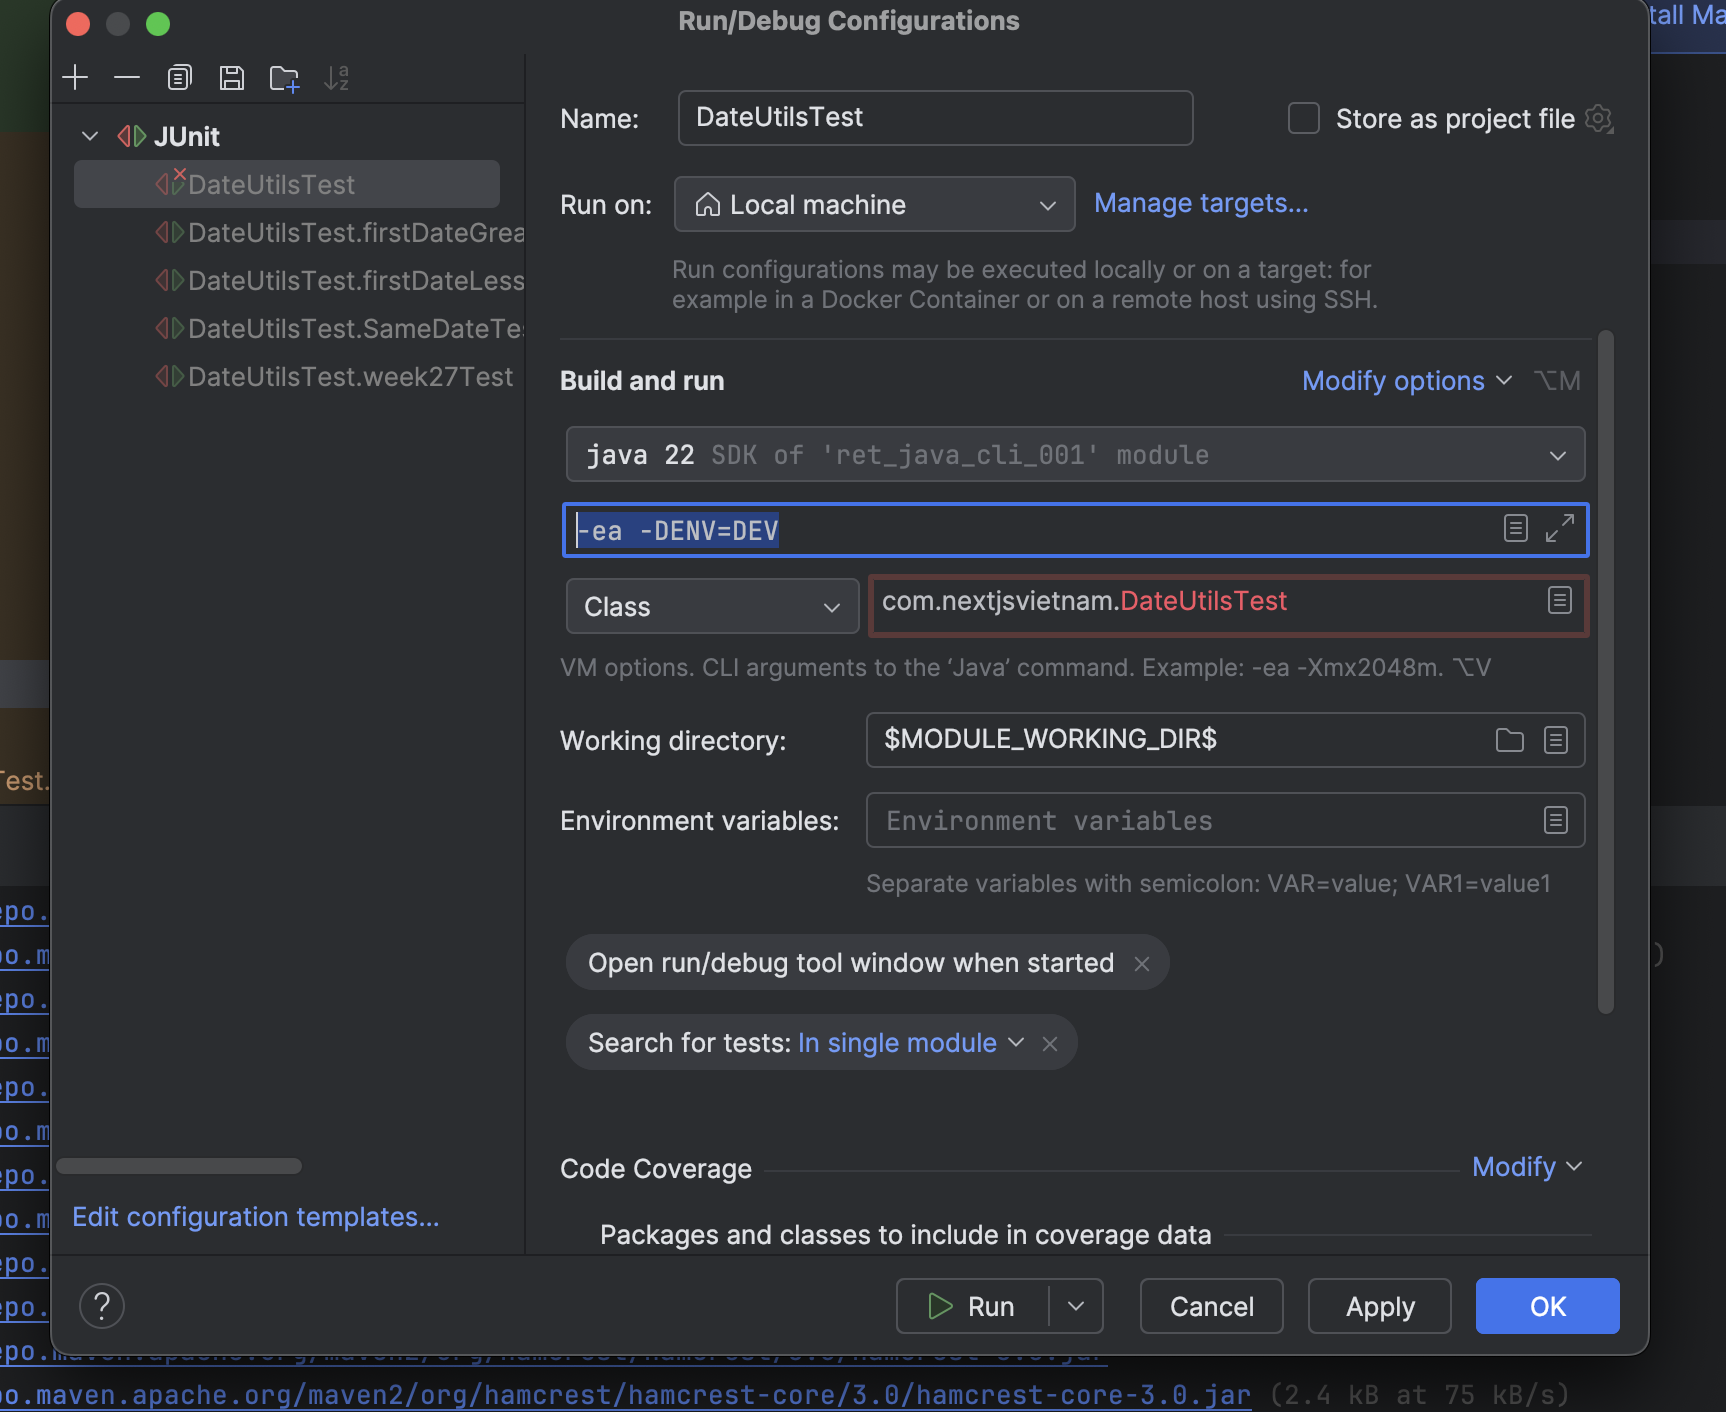 Run/Debug Configurations
tall Ma
JUnit
DateUtilsTest
DateUtilsTest.firstDateGrea
DateUtilsTest.firstDateLess
DateUtilsTest.SameDateTes
DateUtilsTest.week27Test
Edit configuration templates...
Name:
DateUtilsTest
Store as project file
Run on:
Local machine
Manage targets...
Run configurations may be executed locally or on a target: for
example in a Docker Container or on a remote host using SSH.
Build and run
Modify options
⌥M
java 22 SDK of 'ret_java_cli_001' module
-ea -DENV=DEV
Class
com.nextjsvietnam.DateUtilsTest
VM options. CLI arguments to the ‘Java’ command. Example: -ea -Xmx2048m. ⌥V
Working directory:
$MODULE_WORKING_DIR$
Environment variables:
Environment variables
Separate variables with semicolon: VAR=value; VAR1=value1
Open run/debug tool window when started
Search for tests: In single module
Code Coverage
Modify
Packages and classes to include in coverage data
?
Run
Cancel
Apply
OK
Test.
epo.
po.m
epo.
po.m
epo.
po.m
epo.
po.m
epo.
epo.
po.maven.apache.org/maven2/org/hamcrest/hamcrest-core/3.0/hamcrest-core-3.0.jar (2.4 kB at 75 kB/s)